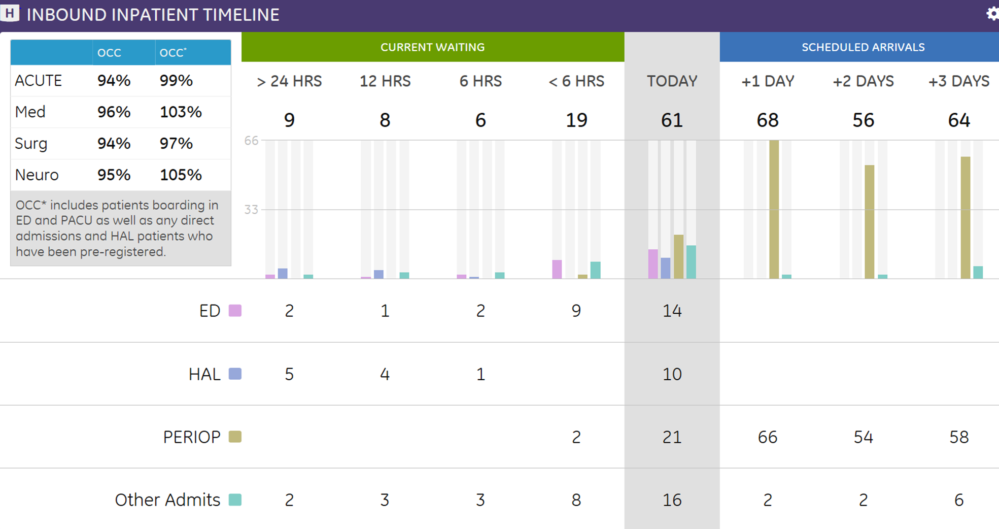 H INBOUND INPATIENT TIMELINE
OCC OCC*
ACUTE 94% 99%
Med 96% 103%
Surg 94% 97%
Neuro 95% 105%
OCC* includes patients boarding in
ED and PACU as well as any direct
admissions and HAL patients who
have been pre-registered.
CURRENT WAITING SCHEDULED ARRIVALS
> 24 HRS 12 HRS 6 HRS < 6 HRS TODAY +1 DAY +2 DAYS +3 DAYS
9 8 6 19 61 68 56 64
66
33
ED 2 1 2 9 14
HAL 5 4 1 10
PERIOP 2 21 66 54 58
Other Admits 2 3 3 8 16 2 2 6